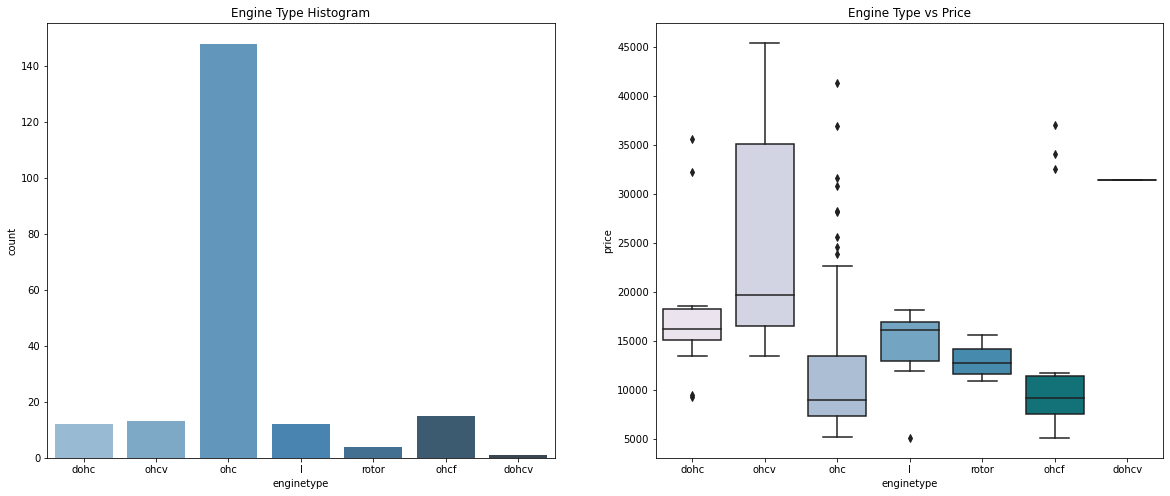 Engine Type Histogram
140
120
100
80
60
40
20
0
count
dohc ohcv ohc l rotor ohcf dohcv
enginetype
Engine Type vs Price
45000
40000
35000
30000
25000
20000
15000
10000
5000
price
dohc ohcv ohc l rotor ohcf dohcv
enginetype